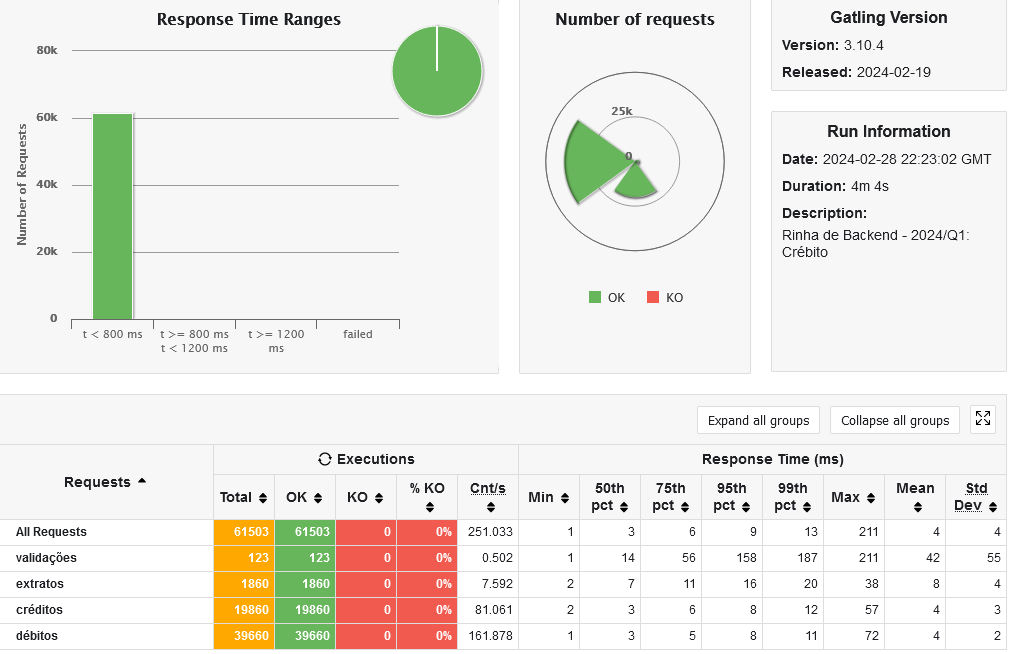 Response Time Ranges
80k
60k
40k
20k
0
Number of Requests
t < 800 ms
t >= 800 ms
t < 1200 ms
t >= 1200
ms
failed
Number of requests
25k
0
OK
KO
Gatling Version
Version: 3.10.4
Released: 2024-02-19
Run Information
Date: 2024-02-28 22:23:02 GMT
Duration: 4m 4s
Description:
Rinha de Backend - 2024/Q1:
Crébito
Expand all groups Collapse all groups
Requests Executions Response Time (ms)
Total OK KO % KO Cnt/s Min 50th pct 75th pct 95th pct 99th pct Max Mean Std Dev
All Requests 61503 61503 0 0% 251.033 1 3 6 9 13 211 4 4
validações 123 123 0 0% 0.502 1 14 56 158 187 211 42 55
extratos 1860 1860 0 0% 7.592 2 7 11 16 20 38 8 4
créditos 19860 19860 0 0% 81.061 2 3 6 8 12 57 4 3
débitos 39660 39660 0 0% 161.878 1 3 5 8 11 72 4 2